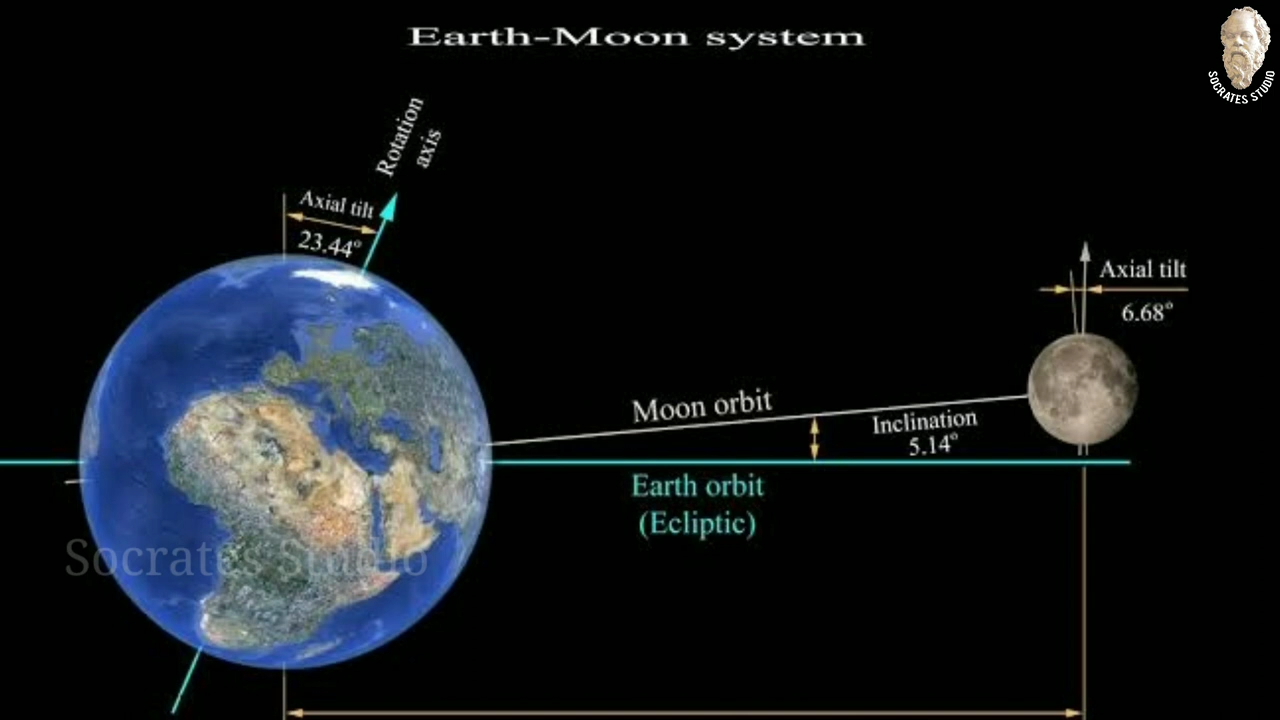 Earth-Moon system
SOCRATES STUDIO
Rotation
axis
Axial tilt
23.44°
Axial tilt
6.68°
Moon orbit
Inclination
5.14°
Earth orbit
(Ecliptic)
Socrates Studio